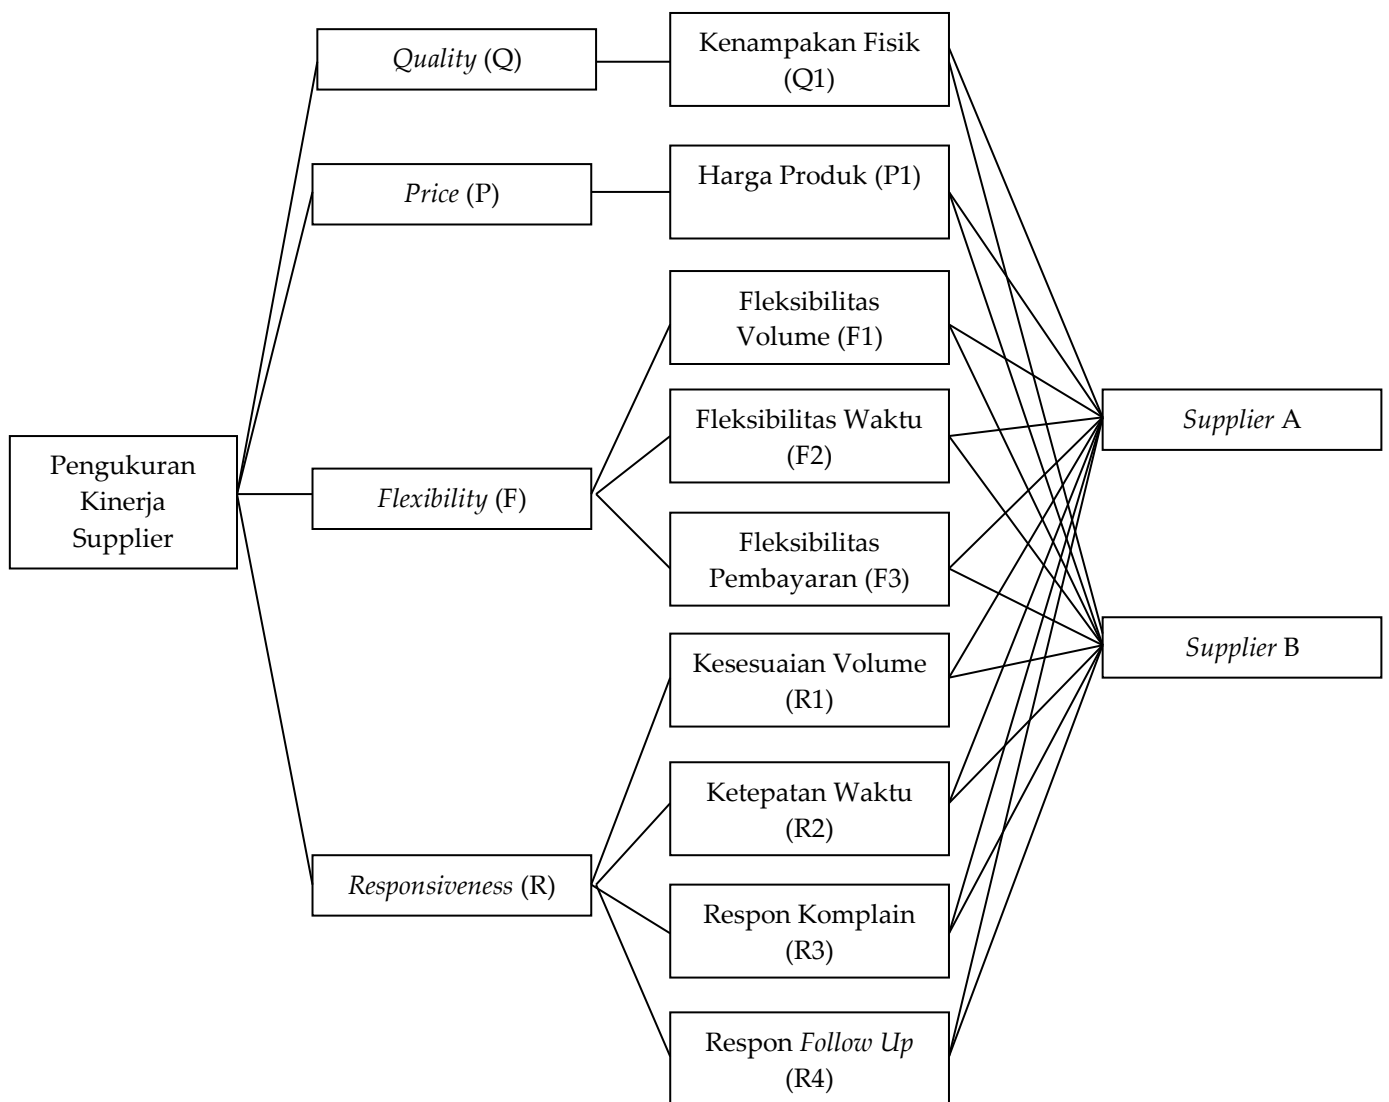 Pengukuran
Kinerja
Supplier
Quality (Q)
Price (P)
Flexibility (F)
Responsiveness (R)
Kenampakan Fisik
(Q1)
Harga Produk (P1)
Fleksibilitas
Volume (F1)
Fleksibilitas Waktu
(F2)
Fleksibilitas
Pembayaran (F3)
Kesesuaian Volume
(R1)
Ketepatan Waktu
(R2)
Respon Komplain
(R3)
Respon Follow Up
(R4)
Supplier A
Supplier B